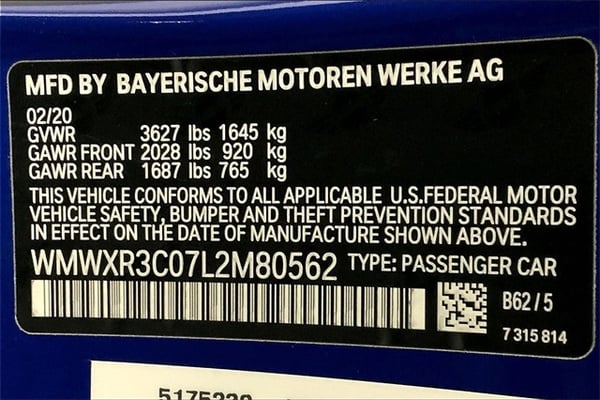 MFD BY BAYERISCHE MOTOREN WERKE AG
02/20
GVWR 3627 lbs 1645 kg
GAWR FRONT 2028 lbs 920 kg
GAWR REAR 1687 lbs 765 kg
THIS VEHICLE CONFORMS TO ALL APPLICABLE U.S.FEDERAL MOTOR
VEHICLE SAFETY, BUMPER AND THEFT PREVENTION STANDARDS
IN EFFECT ON THE DATE OF MANUFACTURE SHOWN ABOVE.
WMWXR3C07L2M80562 TYPE: PASSENGER CAR
B62/5
7 315 814